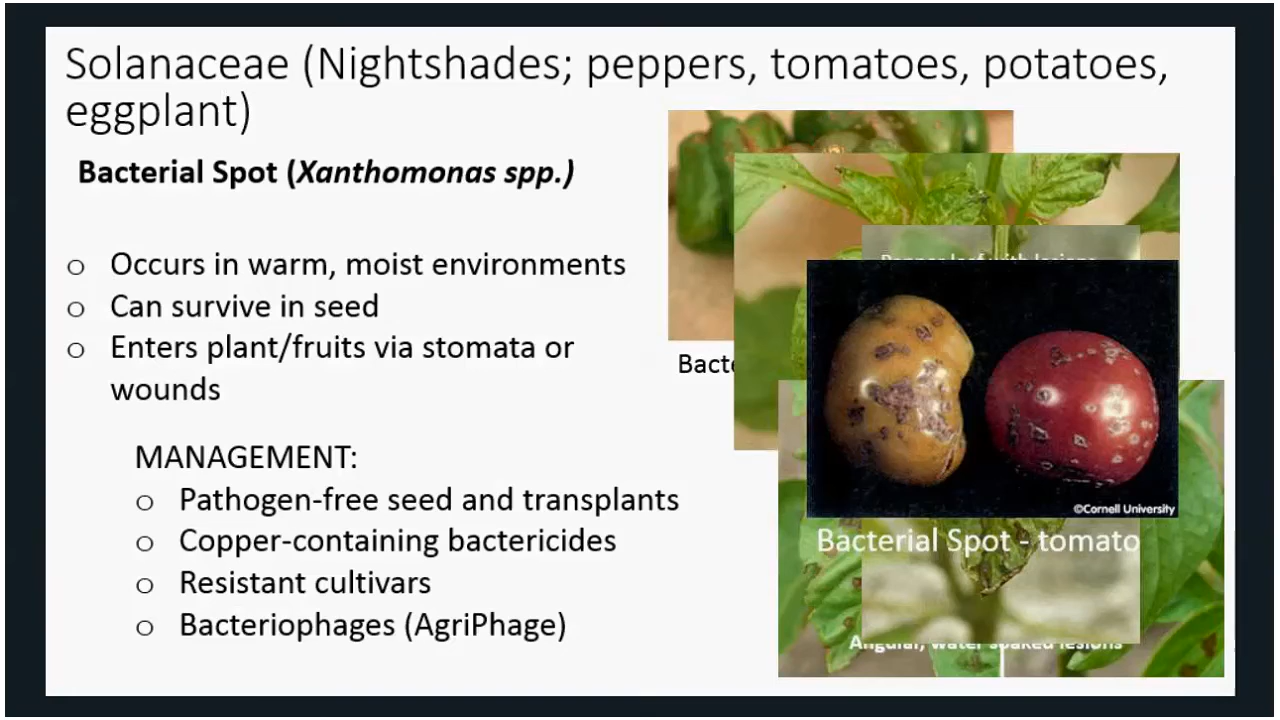 Solanaceae (Nightshades; peppers, tomatoes, potatoes,
eggplant)
Bacterial Spot (Xanthomonas spp.)
o Occurs in warm, moist environments
o Can survive in seed
o Enters plant/fruits via stomata or
wounds
MANAGEMENT:
o Pathogen-free seed and transplants
o Copper-containing bactericides
o Resistant cultivars
o Bacteriophages (AgriPhage)
Pepper leaf with lesions
Bacte
©Cornell University
Bacterial Spot - tomato
Angular, water soaked lesions